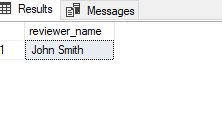 Results Messages
reviewer_name
1 John Smith